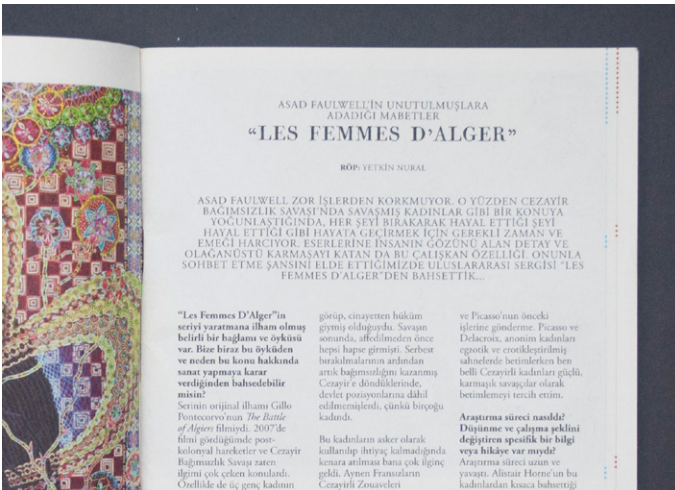 ASAD FAULWELL'İN UNUTULMUŞLARA
ADADIĞI MABETLER
“LES FEMMES D’ALGER”
RÖP: YETKİN NURAL
ASAD FAULWELL ZOR İŞLERDEN KORKMUYOR. O YÜZDEN CEZAYİR
BAĞIMSIZLIK SAVAŞI'NDA SAVAŞMIŞ KADINLAR GİBİ BİR KONUYA
YOĞUNLAŞTIĞINDA, HER ŞEYİ BIRAKARAK HAYAL ETTİĞİ ŞEYİ
HAYAL ETTİĞİ GİBİ HAYATA GEÇİRMEK İÇİN GEREKLİ ZAMAN VE
EMEĞİ HARCIYOR. ESERLERİNE İNSANIN GÖZÜNÜ ALAN DETAY VE
OLAĞANÜSTÜ KARMAŞAYI KATAN DA BU ÇALIŞKAN ÖZELLİĞİ. ONUNLA
SOHBET ETME ŞANSINI ELDE ETTİĞİMİZDE ULUSLARARASI SERGİSİ “LES
FEMMES D’ALGER”DEN BAHSETTİK...
“Les Femmes D’Alger”in
seriyi yaratmana ilham olmuş
belirli bir bağlamı ve öyküsü
var. Bize biraz bu öyküden
ve neden bu konu hakkında
sanat yapmaya karar
verdiğinden bahsedebilir
misin?
Serinin orijinal ilhamı Gillo
Pontecorvo’nun The Battle
of Algiers filmiydi. 2007’de
filmi gördüğümde post-
kolonyal hareketler ve Cezayir
Bağımsızlık Savaşı zaten
ilgimi çok çeken konulardı.
Özellikle de üç genç kadının
görüp, cinayetten hüküm
giymiş olduğuydu. Savaşın
sonunda, affedilmeden önce
hepsi hapse girmişti. Serbest
bırakılmalarının ardından
artık bağımsızlığını kazanmış
Cezayir’e döndüklerinde,
devlet pozisyonlarına dâhil
edilmemişlerdi, çünkü birçoğu
kadındı.
Bu kadınların asker olarak
kullanılıp ihtiyaç kalmadığında
kenara atılması bana çok ilginç
geldi. Aynen Fransızların
Cezayirli Zouaveleri
ve Picasso’nun önceki
işlerine gönderme. Picasso ve
Delacroix, anonim kadınları
egzotik ve erotikleştirilmiş
sahnelerde betimlerken ben
belli Cezayirli kadınları güçlü,
karmaşık savaşçılar olarak
betimlemeyi tercih ettim.
Araştırma süreci nasıldı?
Düşünme ve çalışma şeklini
değiştiren spesifik bir bilgi
veya hikâye var mıydı?
Araştırma süreci uzun ve
yavaştı. Alistair Horne’un bu
kadınlardan kısaca bahsettiği